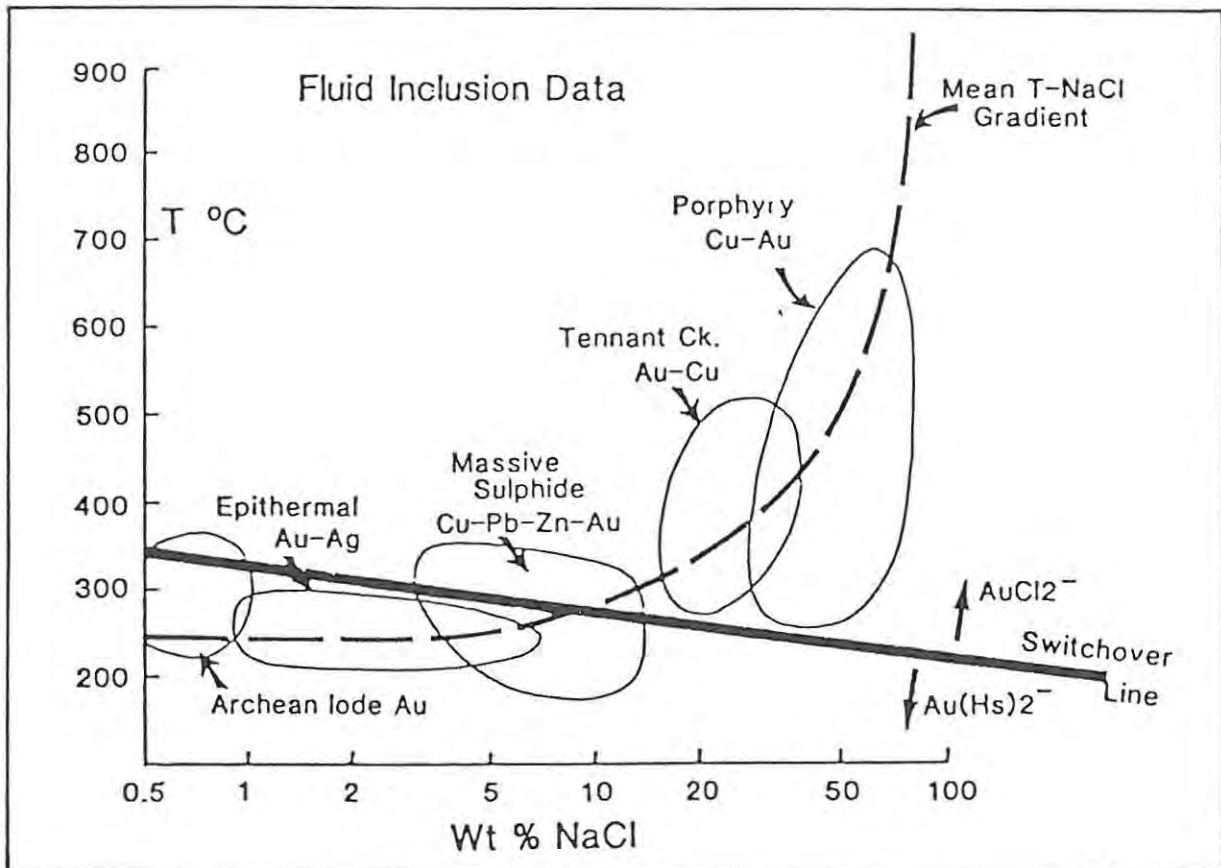 Fluid Inclusion Data
Mean T-NaCl
Gradient
T °C
Porphyry
Cu-Au
Tennant Ck.
Au-Cu
Massive
Sulphide
Cu-Pb-Zn-Au
Epithermal
Au-Ag
Archean lode Au
AuCl2⁻
Switchover
Line
Au(Hs)2⁻
900
800
700
600
500
400
300
200
0.5 1 2 5 10 20 50 100
Wt % NaCl